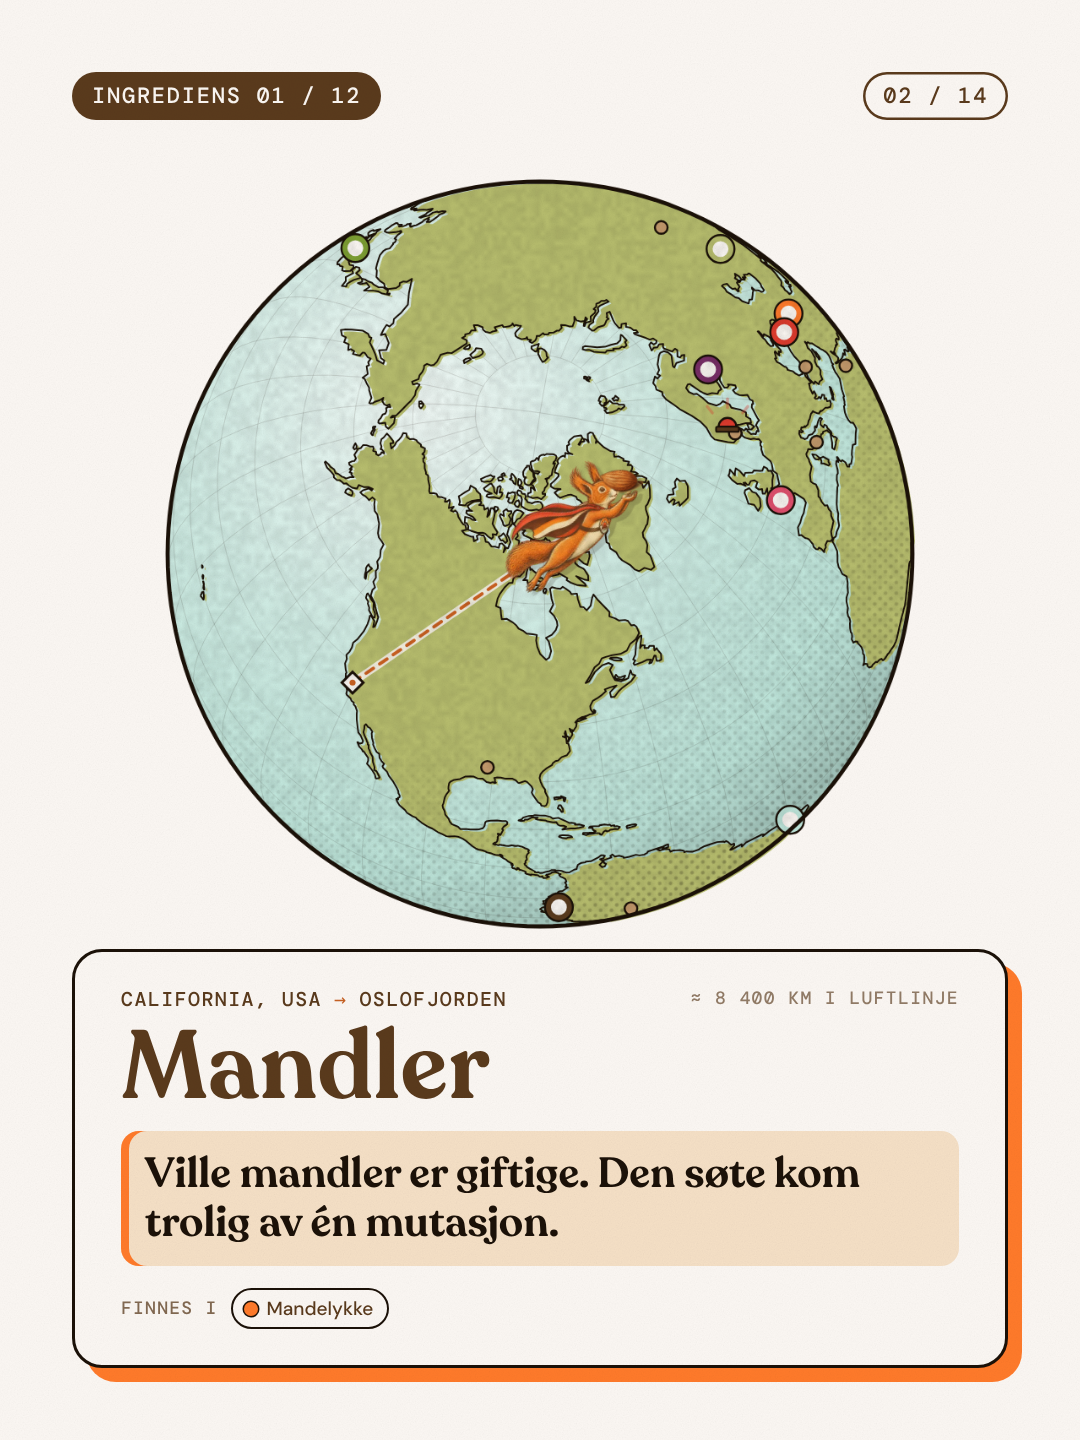 INGREDIENS 01 / 12
02 / 14
CALIFORNIA, USA → OSLOFJORDEN
≈ 8 400 KM I LUFTLINJE
Mandler
Ville mandler er giftige. Den søte kom
trolig av én mutasjon.
FINNES I
Mandelykke